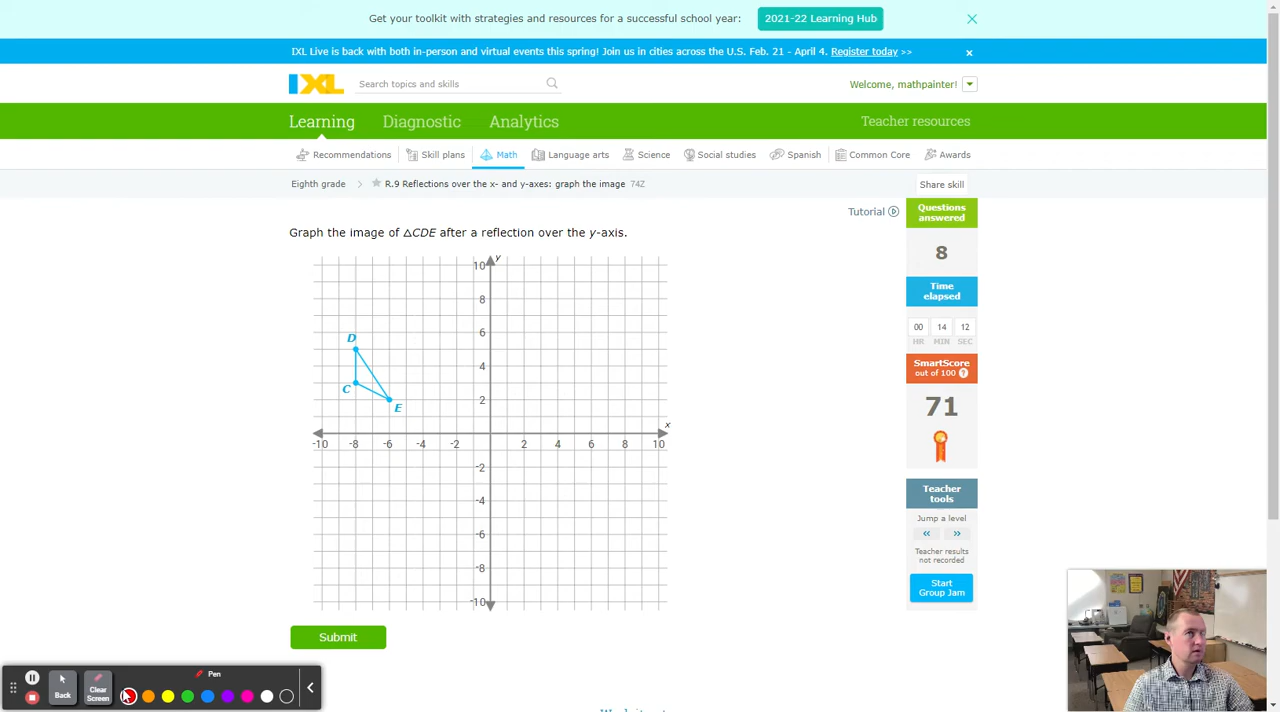 Get your toolkit with strategies and resources for a successful school year:
2021-22 Learning Hub
IXL Live is back with both in-person and virtual events this spring! Join us in cities across the U.S. Feb. 21 - April 4. Register today >>
IXL
Search topics and skills
Welcome, mathpainter!
Learning
Diagnostic
Analytics
Teacher resources
Recommendations
Skill plans
Math
Language arts
Science
Social studies
Spanish
Common Core
Awards
Eighth grade
R.9 Reflections over the x- and y-axes: graph the image 74Z
Share skill
Tutorial
Questions
answered
8
Graph the image of △CDE after a reflection over the y-axis.
y
10
8
6
4
2
-2
-4
-6
-8
-10
x
-10 -8 -6 -4 -2 2 4 6 8 10
D
C
E
Time
elapsed
00 14 12
HR MIN SEC
SmartScore
out of 100 ?
71
Teacher
tools
Jump a level
« »
Teacher results
not recorded
Start
Group Jam
Submit
Pen
Back
Clear
Screen